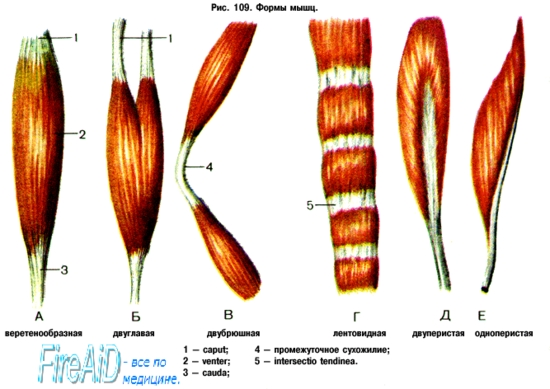 Рис. 109. Формы мышц.
1
1
2
3
4
5
А Б В Г Д Е
веретенообразная двуглавая двубрюшная лентовидная двуперистая одноперистая
1 — caput; 4 — промежуточное сухожилие;
2 — venter; 5 — intersectio tendinea.
3 — cauda;
FireAiD - все по
медицине.